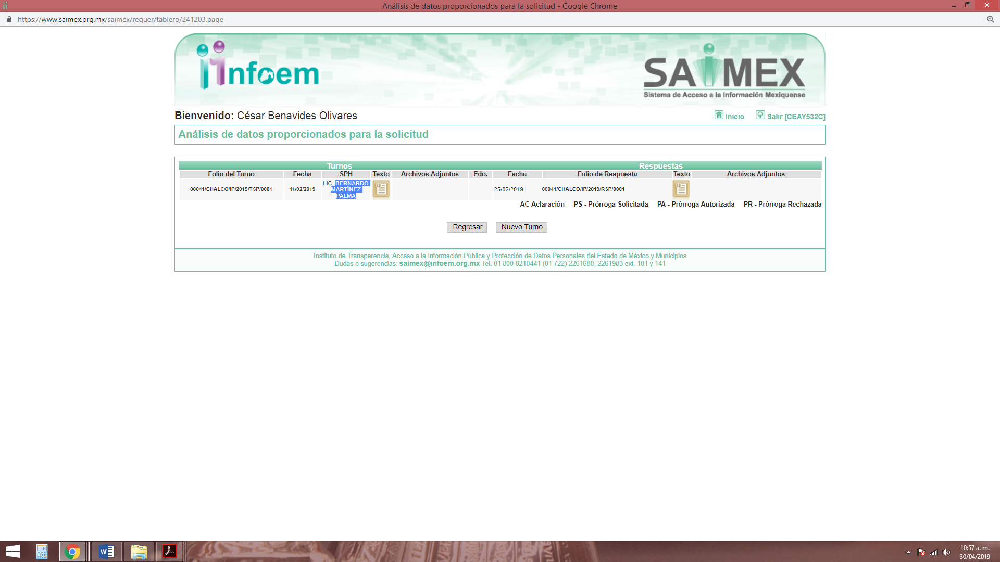 Análisis de datos proporcionados para la solicitud - Google Chrome
https://www.saimex.org.mx/saimex/requer/tablero/241203.page
infoem
SAIMEX
Sistema de Acceso a la Información Mexiquense
Bienvenido: César Benavides Olivares
Inicio Salir [CEAY532C]
Análisis de datos proporcionados para la solicitud
Turnos Respuestas
Folio del Turno Fecha SPH Texto Archivos Adjuntos Edo. Fecha Folio de Respuesta Texto Archivos Adjuntos
00041/CHALCO/IP/2019/TSP/0001 11/02/2019 LIC. BERNARDO MARTÍNEZ PALMA 25/02/2019 00041/CHALCO/IP/2019/RSP/0001
AC Aclaración PS - Prórroga Solicitada PA - Prórroga Autorizada PR - Prórroga Rechazada
Regresar Nuevo Turno
Instituto de Transparencia, Acceso a la Información Pública y Protección de Datos Personales del Estado de México y Municipios
Dudas o sugerencias: saimex@infoem.org.mx Tel. 01 800 8210441 (01 722) 2261680, 2261983 ext. 101 y 141
10:57 a. m.
30/04/2019